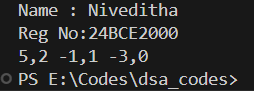 Name : Niveditha
Reg No:24BCE2000
5,2 -1,1 -3,0
PS E:\Codes\dsa_codes>